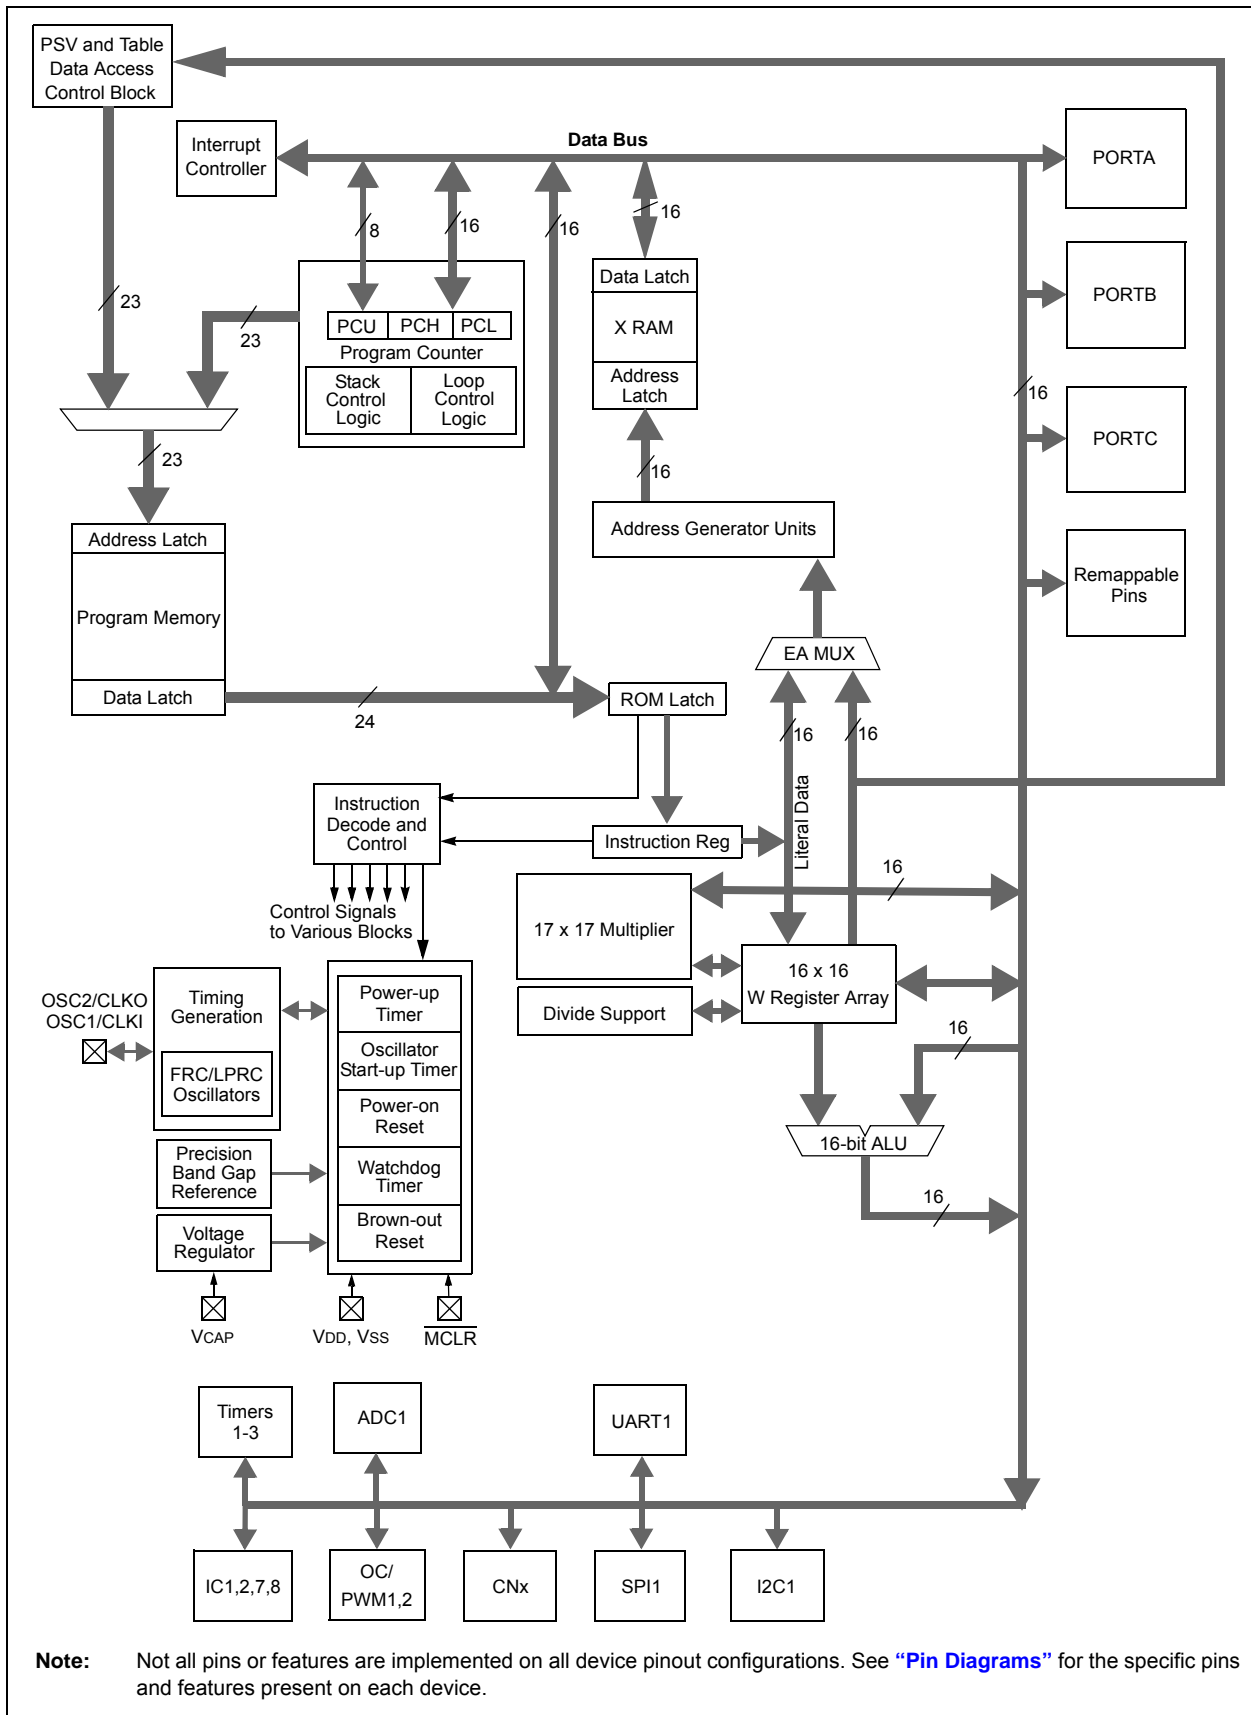 PSV and Table
Data Access
Control Block
Interrupt
Controller
Data Bus
PORTA
8
16
16
16
23
23
Data Latch
X RAM
Address
Latch
PORTB
PCU
PCH
PCL
Program Counter
Stack
Control
Logic
Loop
Control
Logic
16
PORTC
23
16
Address Latch
Program Memory
Data Latch
Address Generator Units
Remappable
Pins
EA MUX
24
ROM Latch
16
16
Literal Data
Instruction
Decode and
Control
Instruction Reg
16
Control Signals
to Various Blocks
17 x 17 Multiplier
16 x 16
W Register Array
Divide Support
OSC2/CLKO
OSC1/CLKI
Timing
Generation
FRC/LPRC
Oscillators
Power-up
Timer
Oscillator
Start-up Timer
Power-on
Reset
Watchdog
Timer
Brown-out
Reset
16
16-bit ALU
16
Precision
Band Gap
Reference
Voltage
Regulator
VCAP
VDD, VSS
MCLR
Timers
1-3
ADC1
UART1
IC1,2,7,8
OC/
PWM1,2
CNx
SPI1
I2C1
Note: Not all pins or features are implemented on all device pinout configurations. See “Pin Diagrams” for the specific pins
and features present on each device.